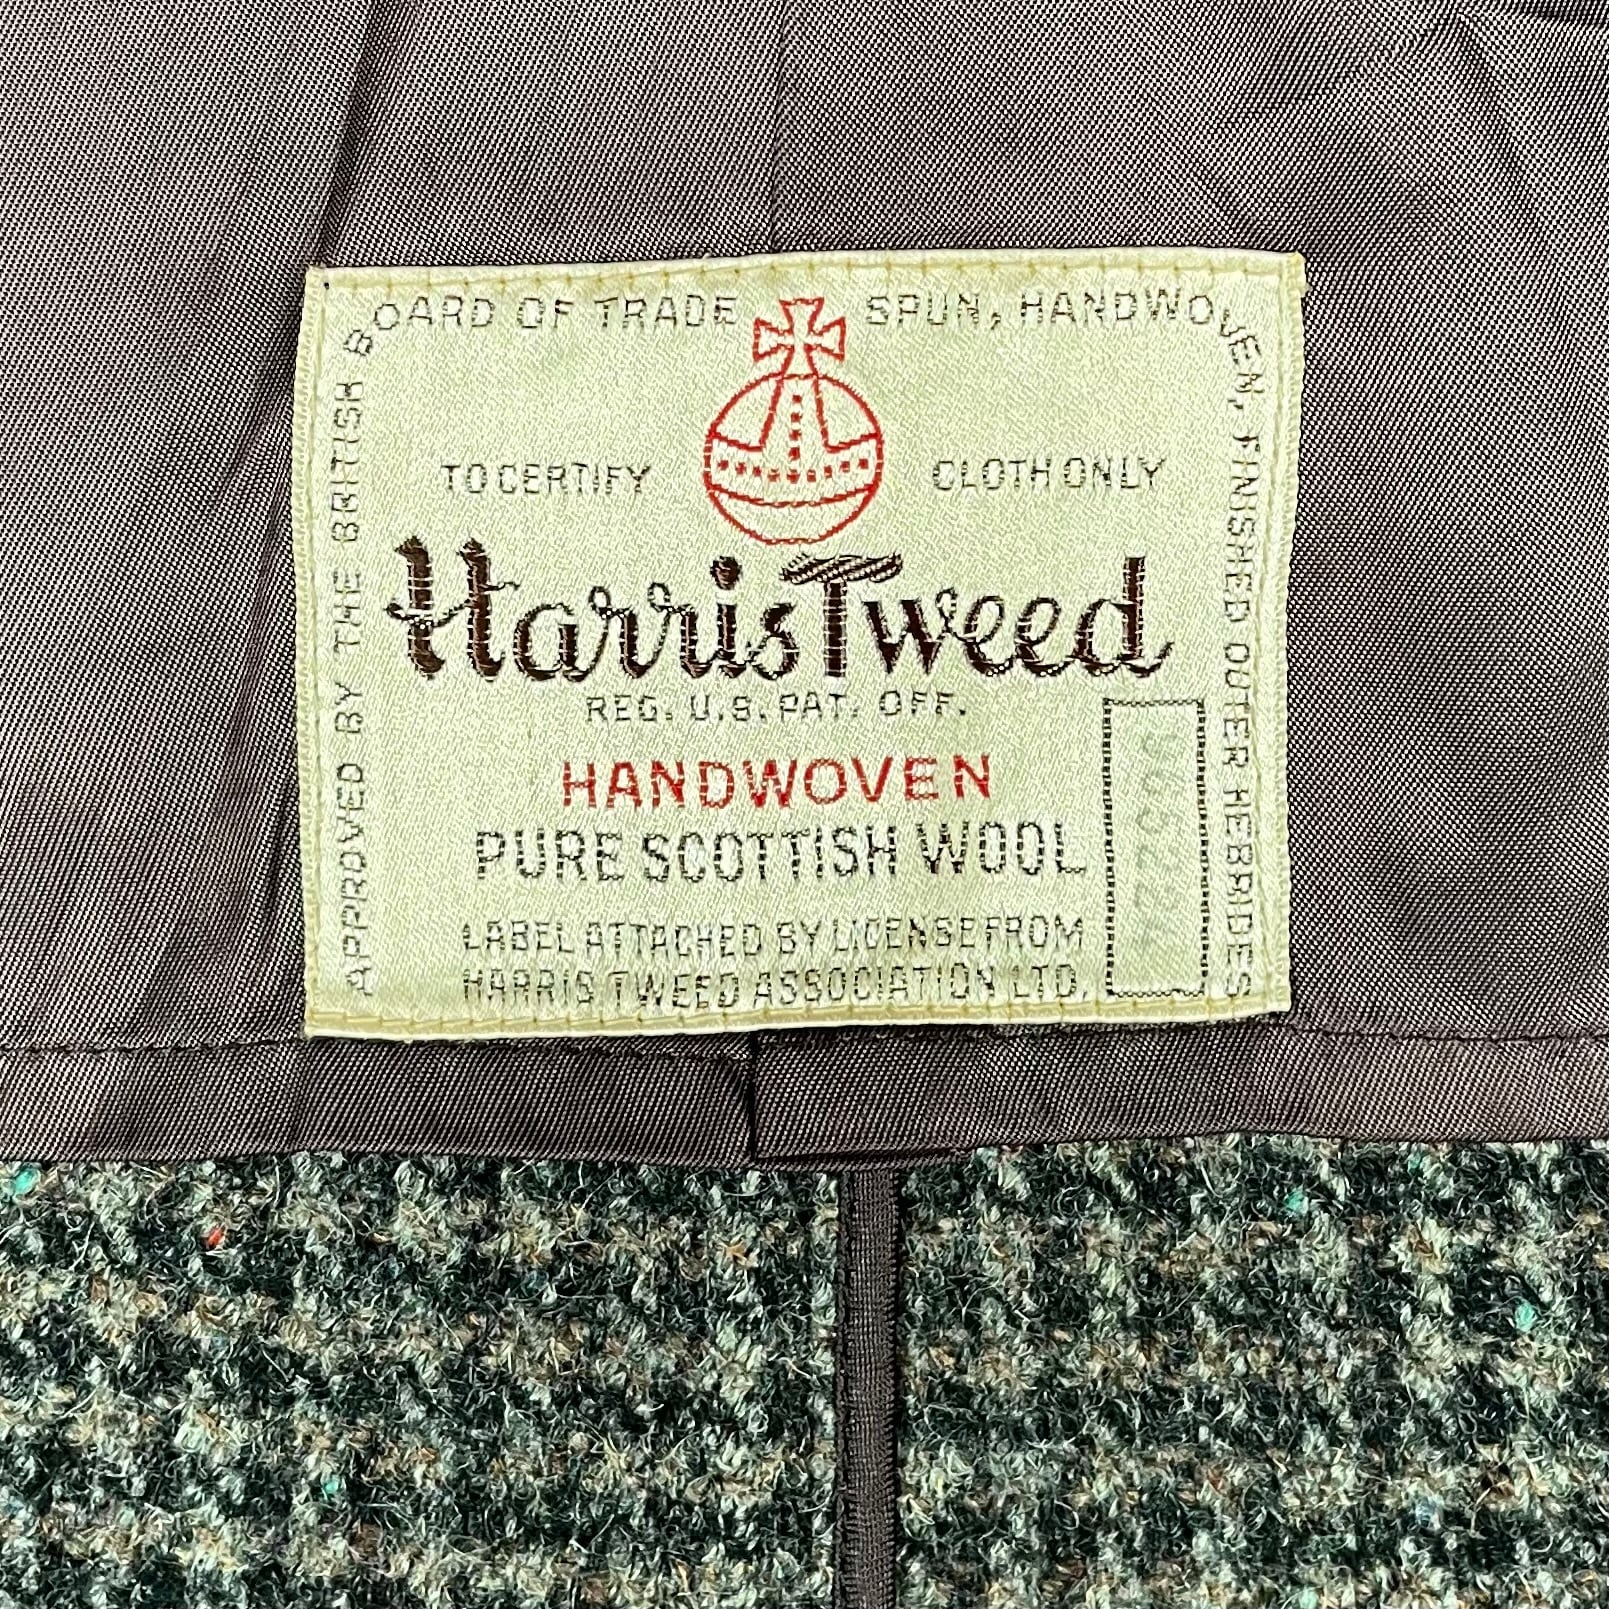 APPROVED BY THE BRITISH BOARD OF TRADE
SPUN, HANDWOVEN, FINISHED OUTER HEBRIDES
TO CERTIFY
CLOTH ONLY
Harris Tweed
REG. U.S. PAT. OFF.
HANDWOVEN
PURE SCOTTISH WOOL
LABEL ATTACHED BY LICENSE FROM
HARRIS TWEED ASSOCIATION LTD.